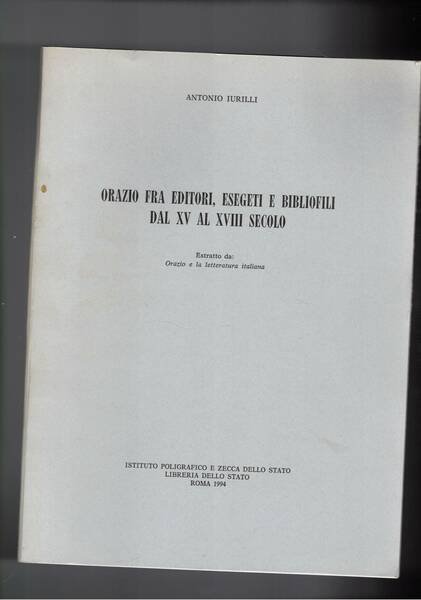 ANTONIO IURILLI
ORAZIO FRA EDITORI, ESEGETI E BIBLIOFILI
DAL XV AL XVIII SECOLO
Estratto da:
Orazio e la letteratura italiana
ISTITUTO POLIGRAFICO E ZECCA DELLO STATO
LIBRERIA DELLO STATO
ROMA 1994